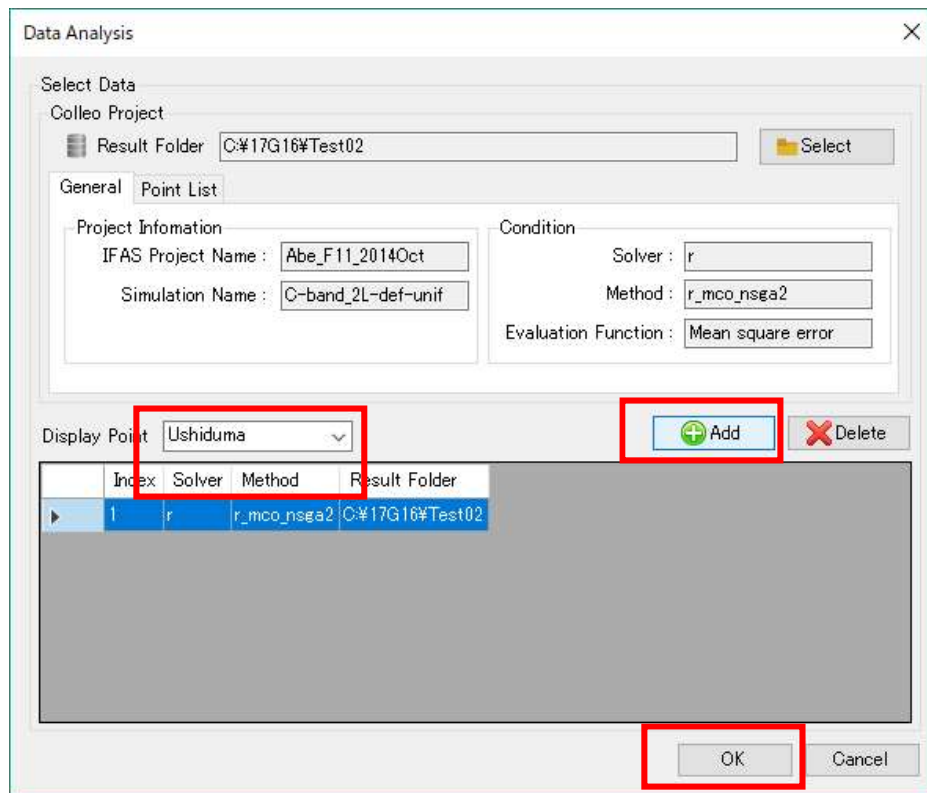 Data Analysis
Select Data
Colleo Project
Result Folder C:¥17G16¥Test02 Select
General Point List
Project Infomation Condition
IFAS Project Name : Abe_F11_2014Oct Solver : r
Simulation Name : C-band_2L-def-unif Method : r_mco_nsga2
Evaluation Function : Mean square error
Display Point Ushiduma Add Delete
Index Solver Method Result Folder
1 r r_mco_nsga2 C:¥17G16¥Test02
OK Cancel